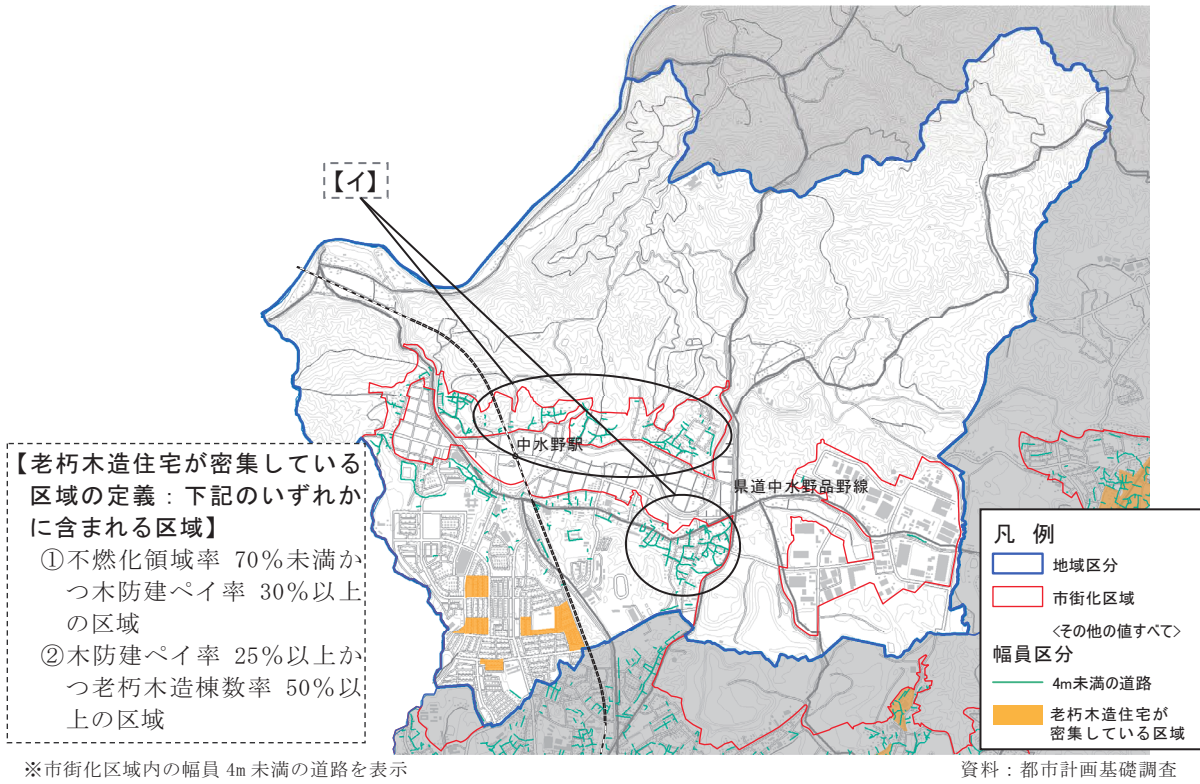 【イ】
中水野駅
県道中水野品野線
【老朽木造住宅が密集している
区域の定義：下記のいずれか
に含まれる区域】
①不燃化領域率 70%未満か
つ木防建ペイ率 30%以上
の区域
②木防建ペイ率 25%以上か
つ老朽木造棟数率 50%以
上の区域
凡 例
地域区分
市街化区域
<その他の値すべて>
幅員区分
4m未満の道路
老朽木造住宅が
密集している区域
※市街化区域内の幅員 4m 未満の道路を表示
資料：都市計画基礎調査